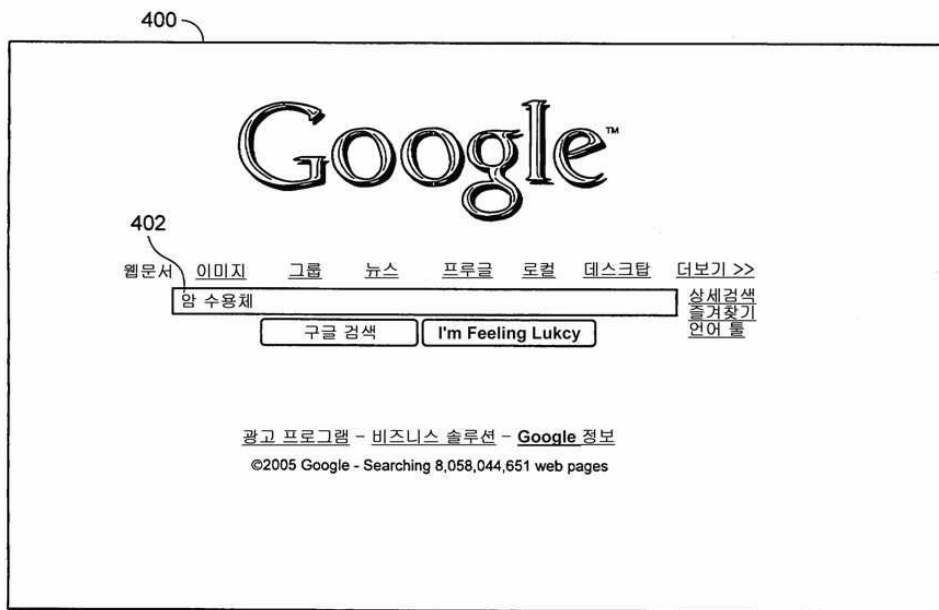 400
Google™
402
웹문서 이미지 그룹 뉴스 프루글 로컬 데스크탑 더보기 >>
암 수용체
상세검색
즐겨찾기
언어 툴
구글 검색 I'm Feeling Lukcy
광고 프로그램 - 비즈니스 솔루션 - Google 정보
©2005 Google - Searching 8,058,044,651 web pages